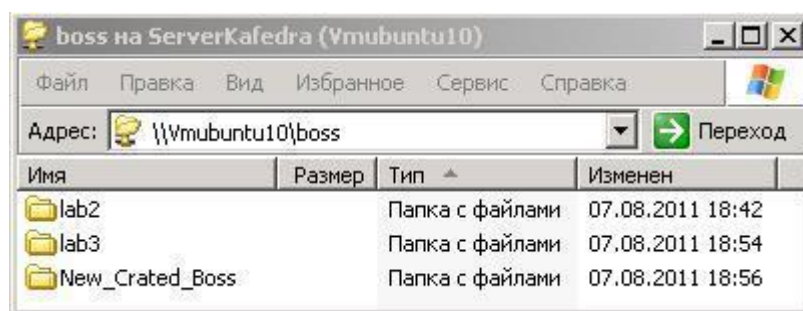 boss на ServerKafedra (Vmubuntu10)
Файл Правка Вид Избранное Сервис Справка
Адрес: \\Vmubuntu10\boss Переход
Имя Размер Тип Изменен
lab2 Папка с файлами 07.08.2011 18:42
lab3 Папка с файлами 07.08.2011 18:54
New_Crated_Boss Папка с файлами 07.08.2011 18:56